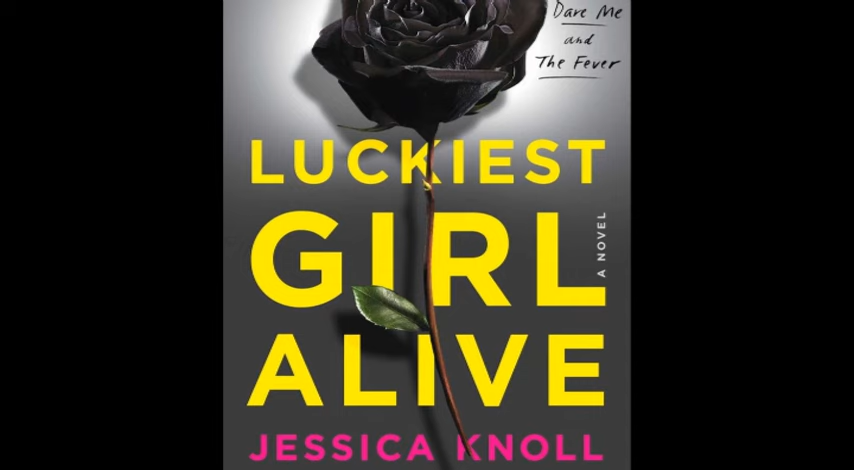 Dare Me
and
The Fever
LUCKIEST
GIRL
A NOVEL
ALIVE
JESSICA KNOLL